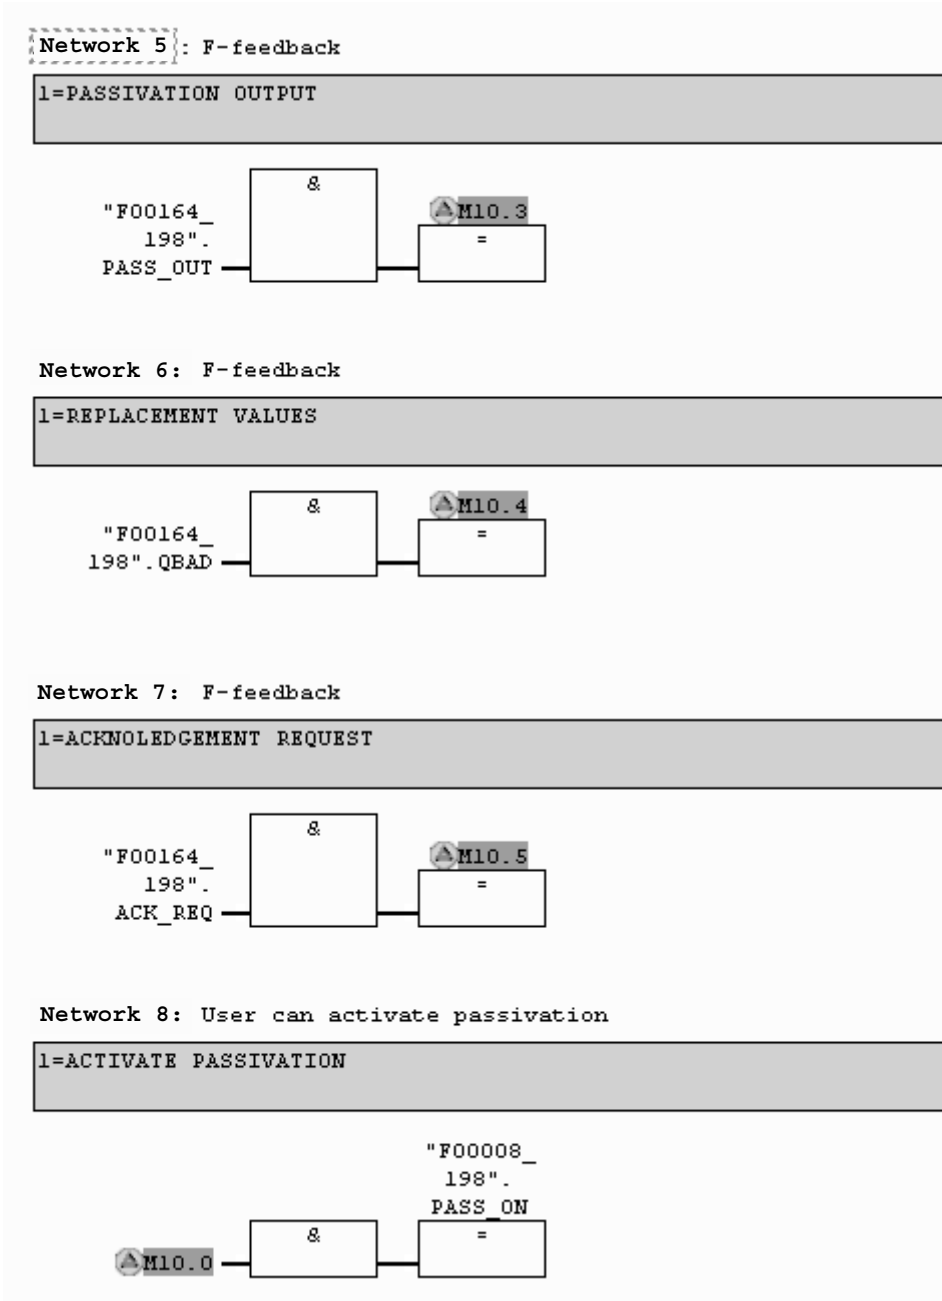 Network 5 : F-feedback
1=PASSIVATION OUTPUT
&
"F00164_
198".
PASS_OUT
M10.3
=
Network 6: F-feedback
1=REPLACEMENT VALUES
&
"F00164_
198".QBAD
M10.4
=
Network 7: F-feedback
1=ACKNOLEDGEMENT REQUEST
&
"F00164_
198".
ACK_REQ
M10.5
=
Network 8: User can activate passivation
1=ACTIVATE PASSIVATION
"F00008_
198".
PASS_ON
&
=
M10.0